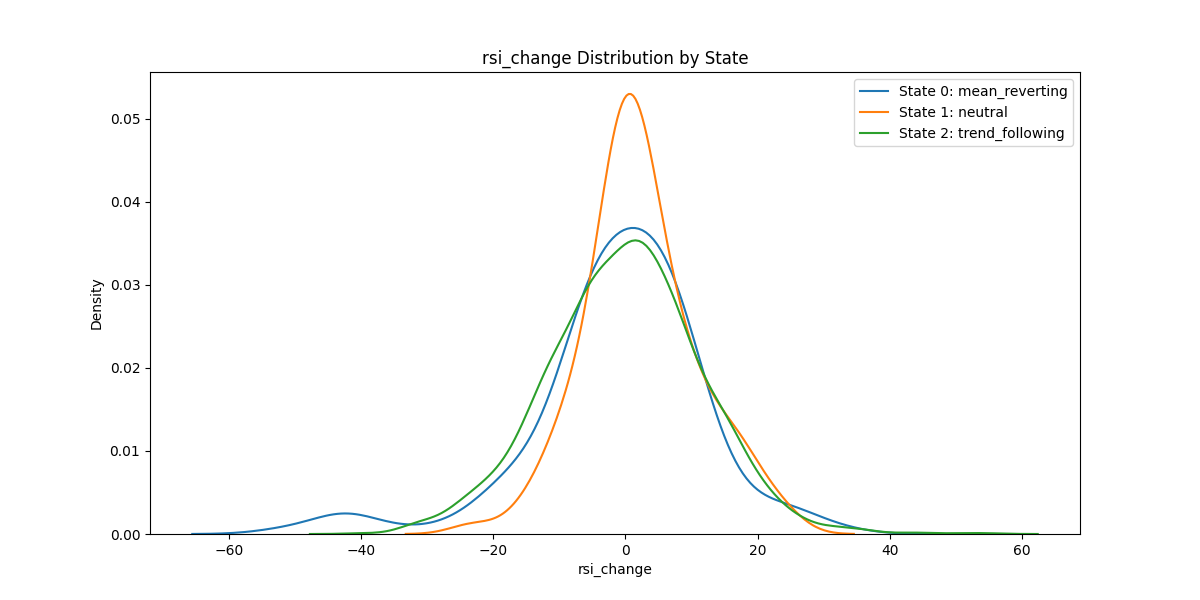 rsi_change Distribution by State
State 0: mean_reverting
State 1: neutral
State 2: trend_following
Density
0.05
0.04
0.03
0.02
0.01
0.00
−60 −40 −20 0 20 40 60
rsi_change